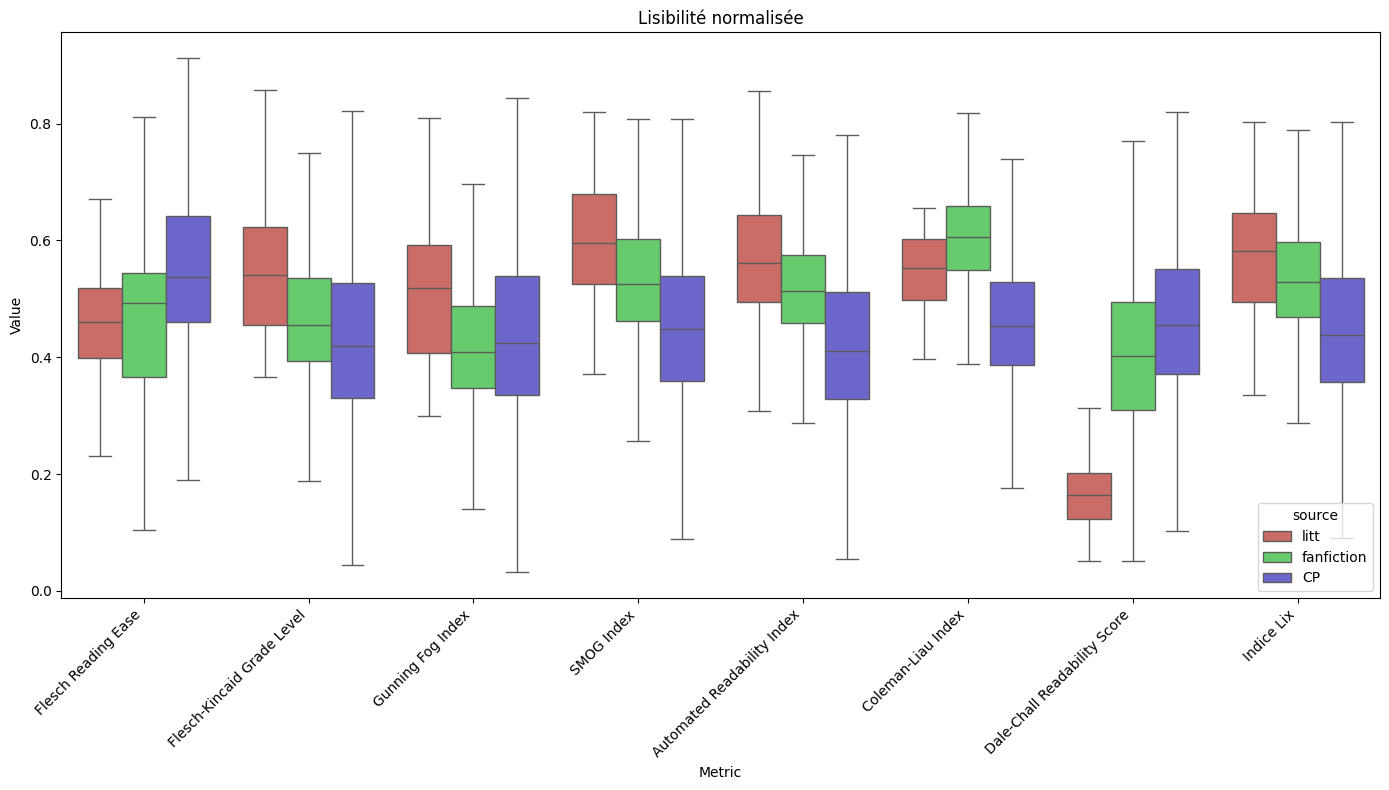 Lisibilité normalisée
Value
0.8
0.6
0.4
0.2
0.0
source
litt
fanfiction
CP
Flesch Reading Ease
Flesch-Kincaid Grade Level
Gunning Fog Index
SMOG Index
Automated Readability Index
Coleman-Liau Index
Dale-Chall Readability Score
Indice Lix
Metric